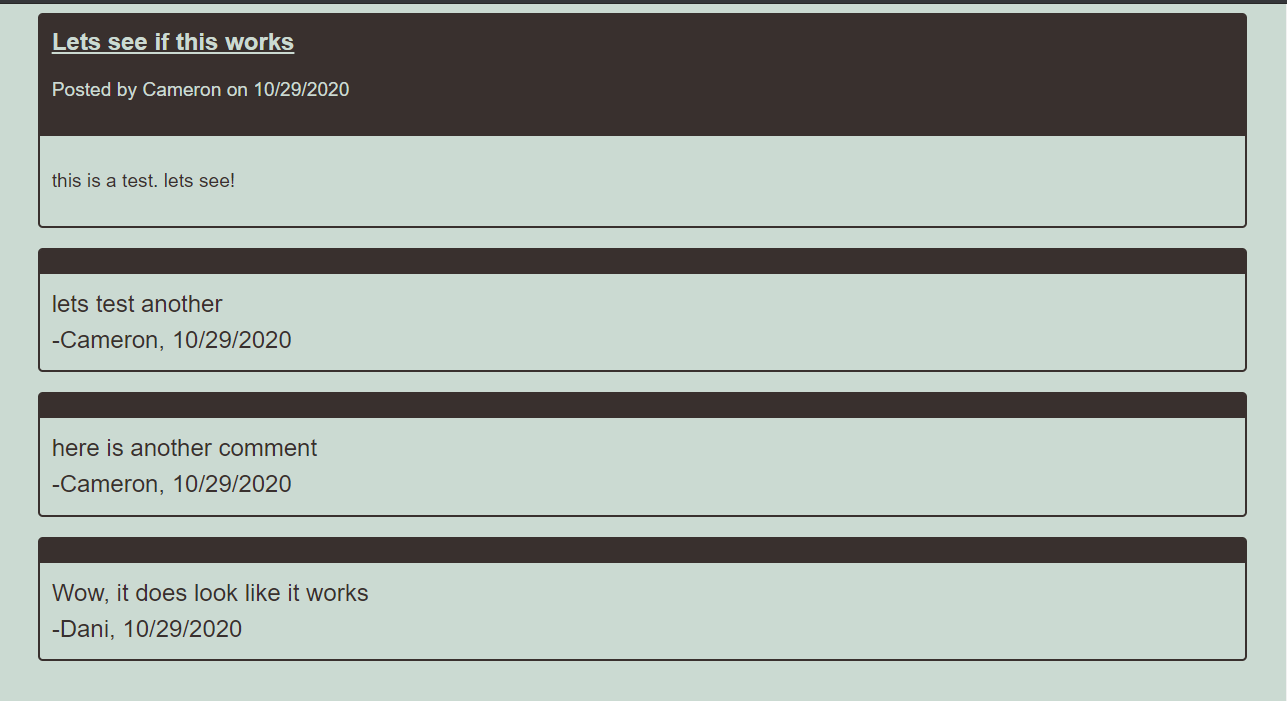 Lets see if this works
Posted by Cameron on 10/29/2020
this is a test. lets see!
lets test another
-Cameron, 10/29/2020
here is another comment
-Cameron, 10/29/2020
Wow, it does look like it works
-Dani, 10/29/2020